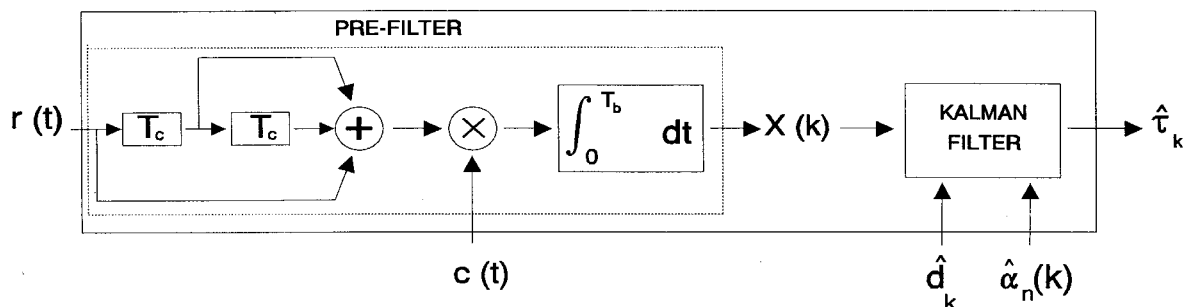 PRE-FILTER
r (t)
T_c
T_c
+
×
∫_0^{T_b} dt
X (k)
KALMAN
FILTER
τ̂_k
c (t)
d̂_k
α̂_n(k)